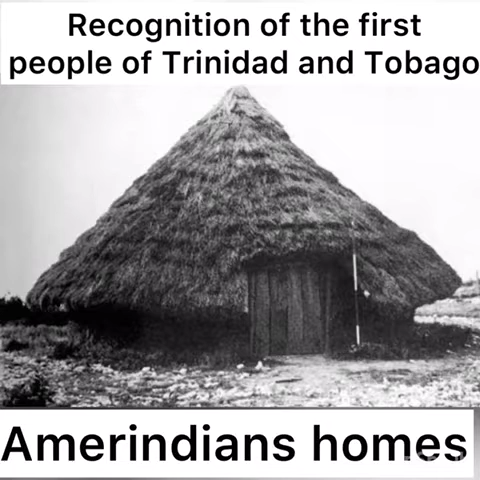 Recognition of the first
people of Trinidad and Tobago
Amerindians homes